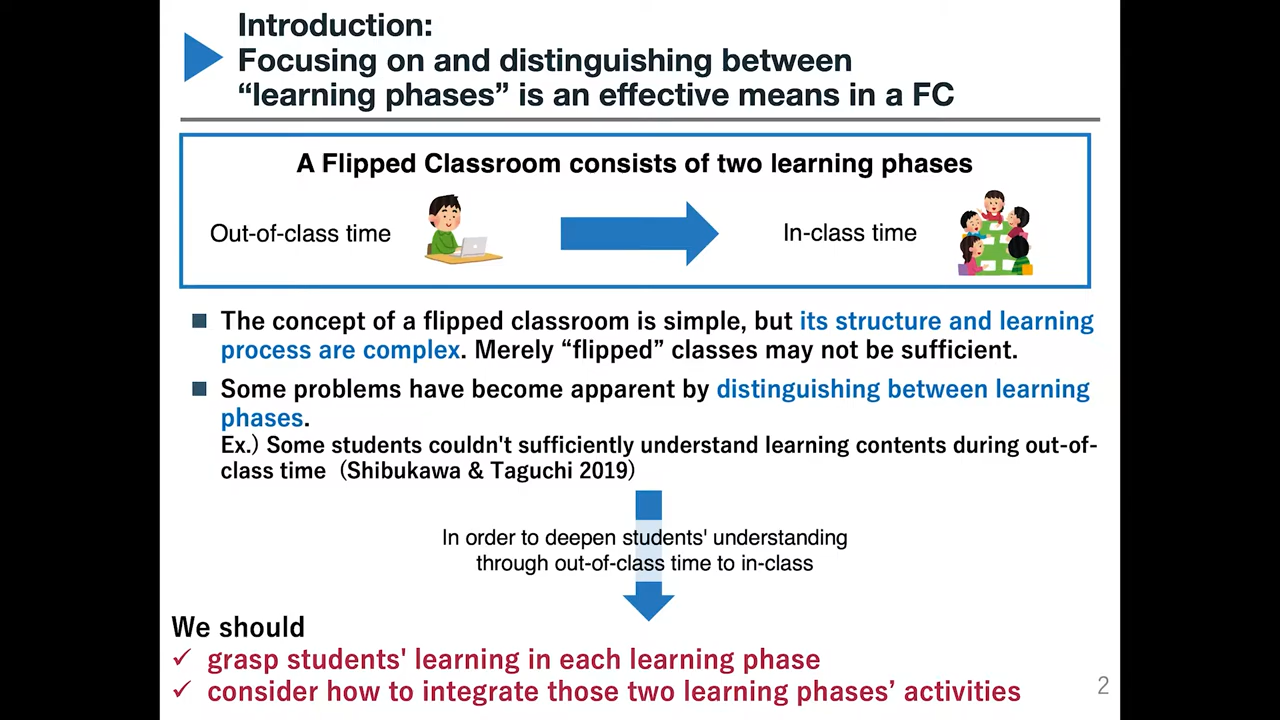 Introduction:
Focusing on and distinguishing between
“learning phases” is an effective means in a FC
A Flipped Classroom consists of two learning phases
Out-of-class time
In-class time
■ The concept of a flipped classroom is simple, but its structure and learning
process are complex. Merely “flipped” classes may not be sufficient.
■ Some problems have become apparent by distinguishing between learning
phases.
Ex.) Some students couldn't sufficiently understand learning contents during out-of-
class time (Shibukawa & Taguchi 2019)
In order to deepen students' understanding
through out-of-class time to in-class
We should
✓ grasp students' learning in each learning phase
✓ consider how to integrate those two learning phases’ activities
2